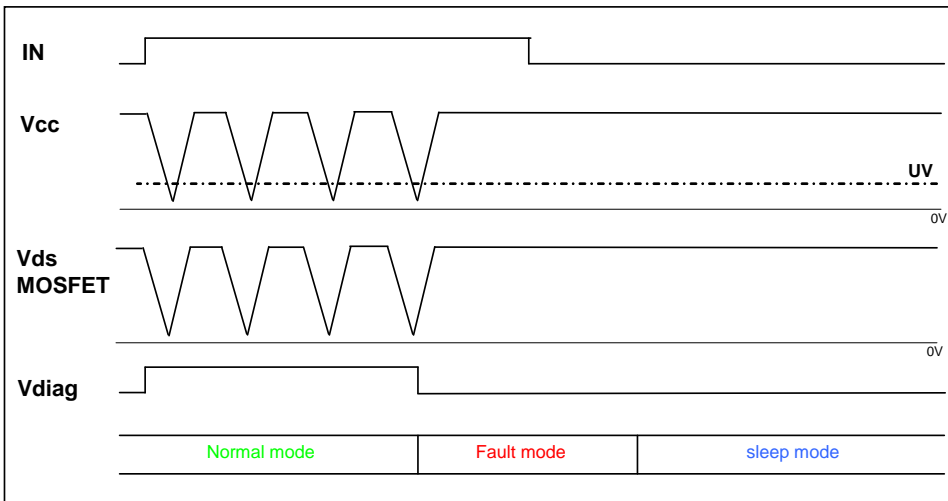 IN
Vcc
UV
0V
Vds
MOSFET
0V
Vdiag
Normal mode Fault mode sleep mode